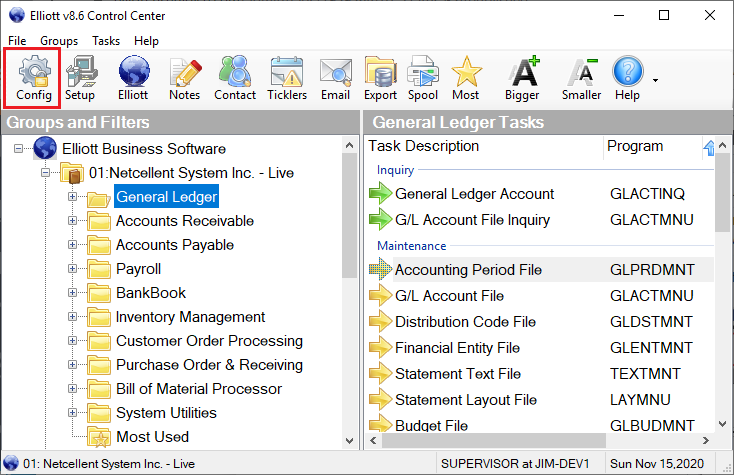 Elliott v8.6 Control Center
File Groups Tasks Help
Config Setup Elliott Notes Contact Ticklers Email Export Spool Most Bigger Smaller Help
Groups and Filters
Elliott Business Software
01:Netcellent System Inc. - Live
General Ledger
Accounts Receivable
Accounts Payable
Payroll
BankBook
Inventory Management
Customer Order Processing
Purchase Order & Receiving
Bill of Material Processor
System Utilities
Most Used
General Ledger Tasks
Task Description Program
Inquiry
General Ledger Account GLACTINQ
G/L Account File Inquiry GLACTMNU
Maintenance
Accounting Period File GLPRDMNT
G/L Account File GLACTMNU
Distribution Code File GLDSTMNT
Financial Entity File GLENTMNT
Statement Text File TEXTMNT
Statement Layout File LAYMNU
Budget File GLBUDMNT
01: Netcellent System Inc. - Live SUPERVISOR at JIM-DEV1 Sun Nov 15,2020